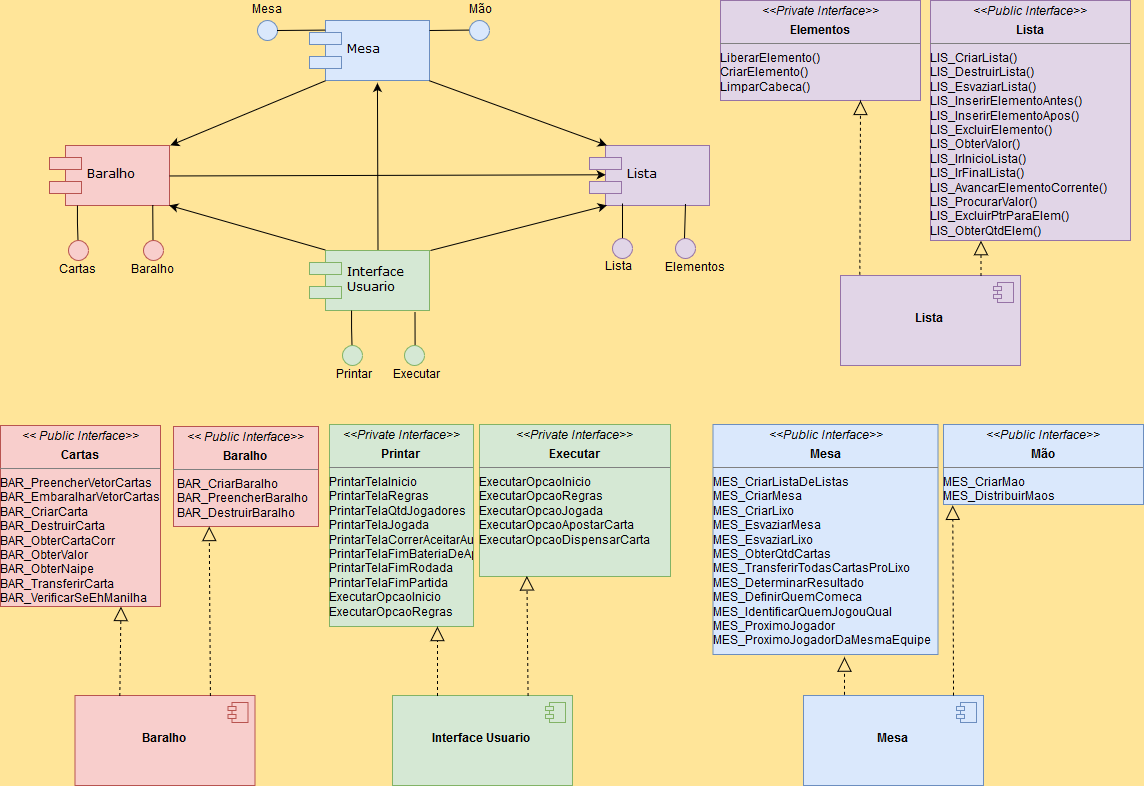 Mesa
Mão
Mesa
Baralho
Lista
Cartas
Baralho
Lista
Elementos
Interface
Usuario
Printar
Executar
<<Private Interface>>
Elementos
LiberarElemento()
CriarElemento()
LimparCabeca()
<<Public Interface>>
Lista
LIS_CriarLista()
LIS_DestruirLista()
LIS_EsvaziarLista()
LIS_InserirElementoAntes()
LIS_InserirElementoApos()
LIS_ExcluirElemento()
LIS_ObterValor()
LIS_IrInicioLista()
LIS_IrFinalLista()
LIS_AvancarElementoCorrente()
LIS_ProcurarValor()
LIS_ExcluirPtrParaElem()
LIS_ObterQtdElem()
Lista
<< Public Interface>>
Cartas
BAR_PreencherVetorCartas
BAR_EmbaralharVetorCartas
BAR_CriarCarta
BAR_DestruirCarta
BAR_ObterCartaCorr
BAR_ObterValor
BAR_ObterNaipe
BAR_TransferirCarta
BAR_VerificarSeEhManilha
<< Public Interface>>
Baralho
BAR_CriarBaralho
BAR_PreencherBaralho
BAR_DestruirBaralho
Baralho
<<Private Interface>>
Printar
PrintarTelaInicio
PrintarTelaRegras
PrintarTelaQtdJogadores
PrintarTelaJogada
PrintarTelaCorrerAceitarAu
PrintarTelaFimBateriaDeAp
PrintarTelaFimRodada
PrintarTelaFimPartida
ExecutarOpcaoInicio
ExecutarOpcaoRegras
<<Private Interface>>
Executar
ExecutarOpcaoInicio
ExecutarOpcaoRegras
ExecutarOpcaoJogada
ExecutarOpcaoApostarCarta
ExecutarOpcaoDispensarCarta
Interface Usuario
<<Public Interface>>
Mesa
MES_CriarListaDeListas
MES_CriarMesa
MES_CriarLixo
MES_EsvaziarMesa
MES_EsvaziarLixo
MES_ObterQtdCartas
MES_TransferirTodasCartasProLixo
MES_DeterminarResultado
MES_DefinirQuemComeca
MES_IdentificarQuemJogouQual
MES_ProximoJogador
MES_ProximoJogadorDaMesmaEquipe
<<Public Interface>>
Mão
MES_CriarMao
MES_DistribuirMaos
Mesa